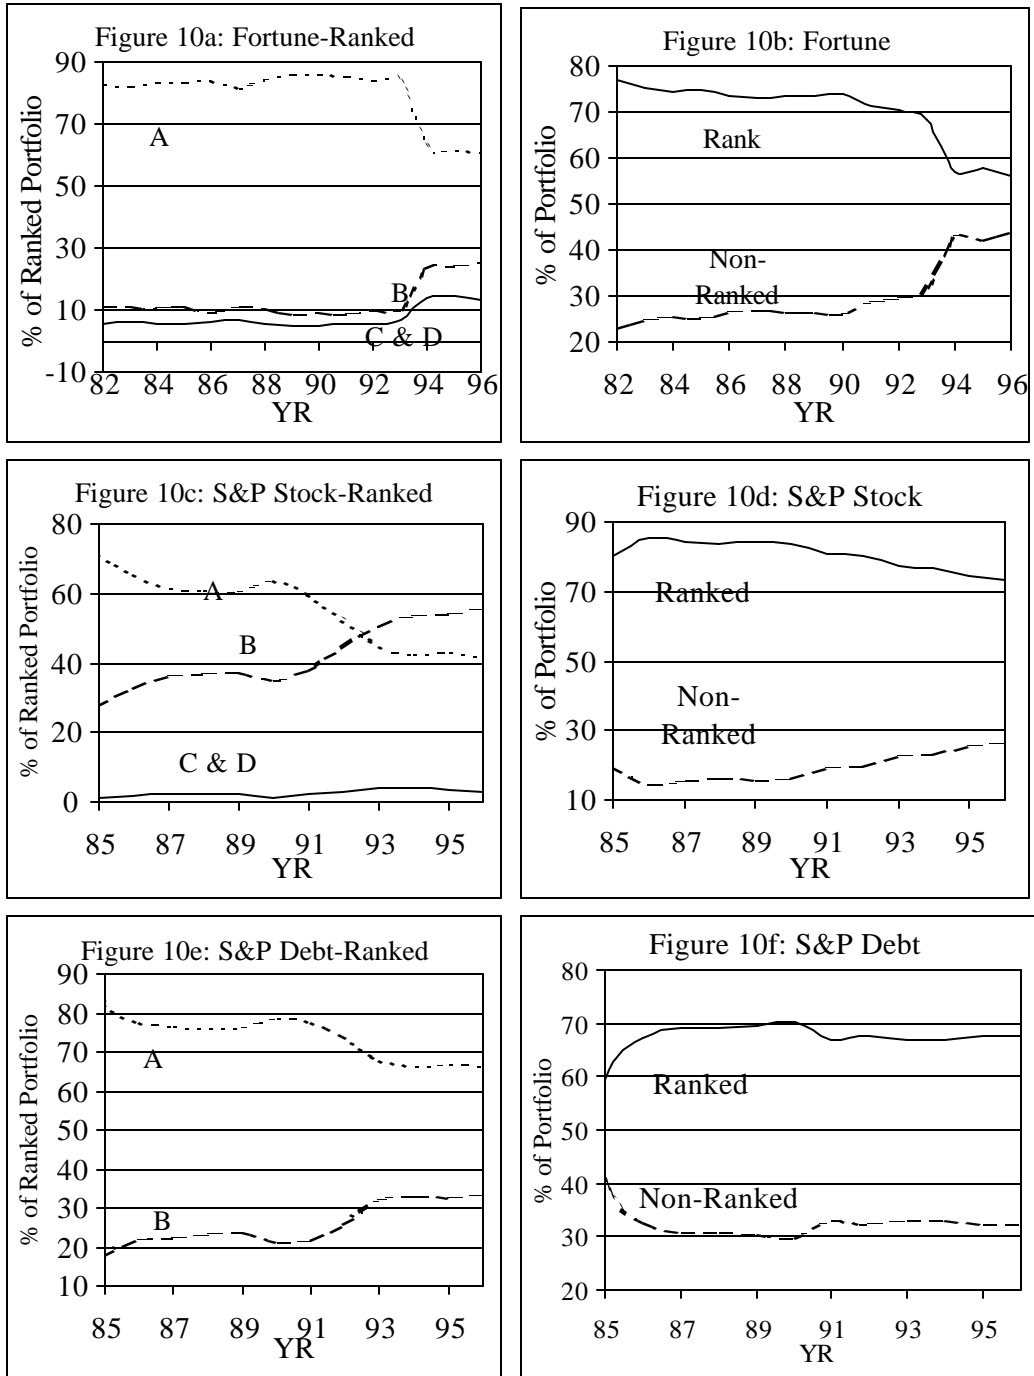 Figure 10a: Fortune-Ranked
% of Ranked Portfolio
90
70
50
30
10
-10
A
B
C & D
82 84 86 88 90 92 94 96
YR
Figure 10b: Fortune
% of Portfolio
80
70
60
50
40
30
20
Rank
Non-
Ranked
82 84 86 88 90 92 94 96
YR
Figure 10c: S&P Stock-Ranked
% of Ranked Portfolio
80
60
40
20
0
A
B
C & D
85 87 89 91 93 95
YR
Figure 10d: S&P Stock
% of Portfolio
90
70
50
30
10
Ranked
Non-
Ranked
85 87 89 91 93 95
YR
Figure 10e: S&P Debt-Ranked
% of Ranked Portfolio
90
80
70
60
50
40
30
20
10
A
B
85 87 89 91 93 95
YR
Figure 10f: S&P Debt
% of Portfolio
80
70
60
50
40
30
20
Ranked
Non-Ranked
85 87 89 91 93 95
YR